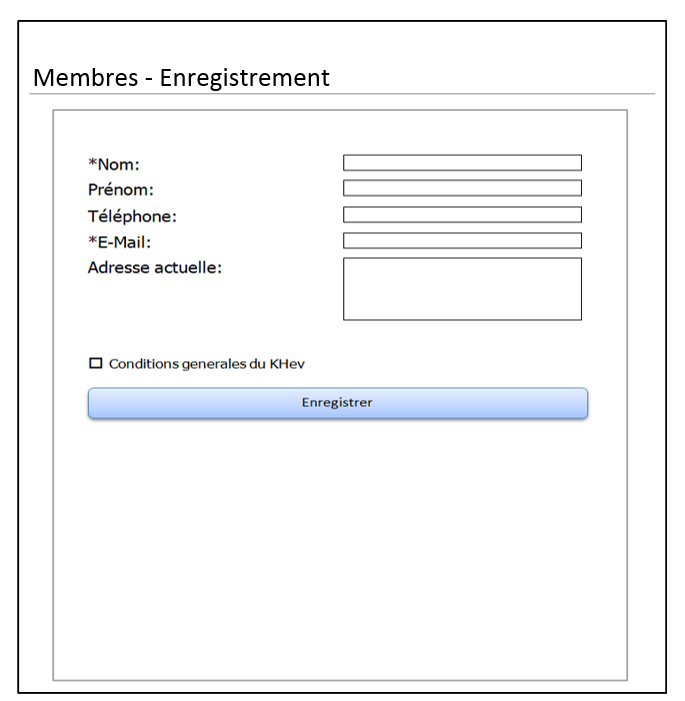 Membres - Enregistrement
*Nom:
Prénom:
Téléphone:
*E-Mail:
Adresse actuelle:
Conditions generales du KHev
Enregistrer